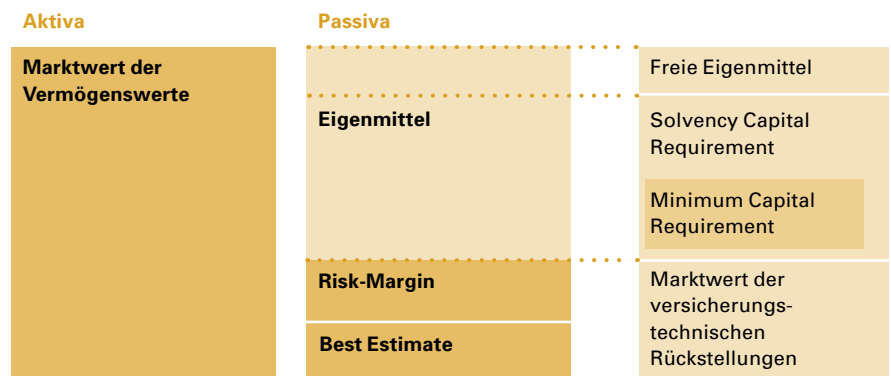 Aktiva
Passiva
Marktwert der
Vermögenswerte
Eigenmittel
Risk-Margin
Best Estimate
Freie Eigenmittel
Solvency Capital
Requirement
Minimum Capital
Requirement
Marktwert der
versicherungs-
technischen
Rückstellungen